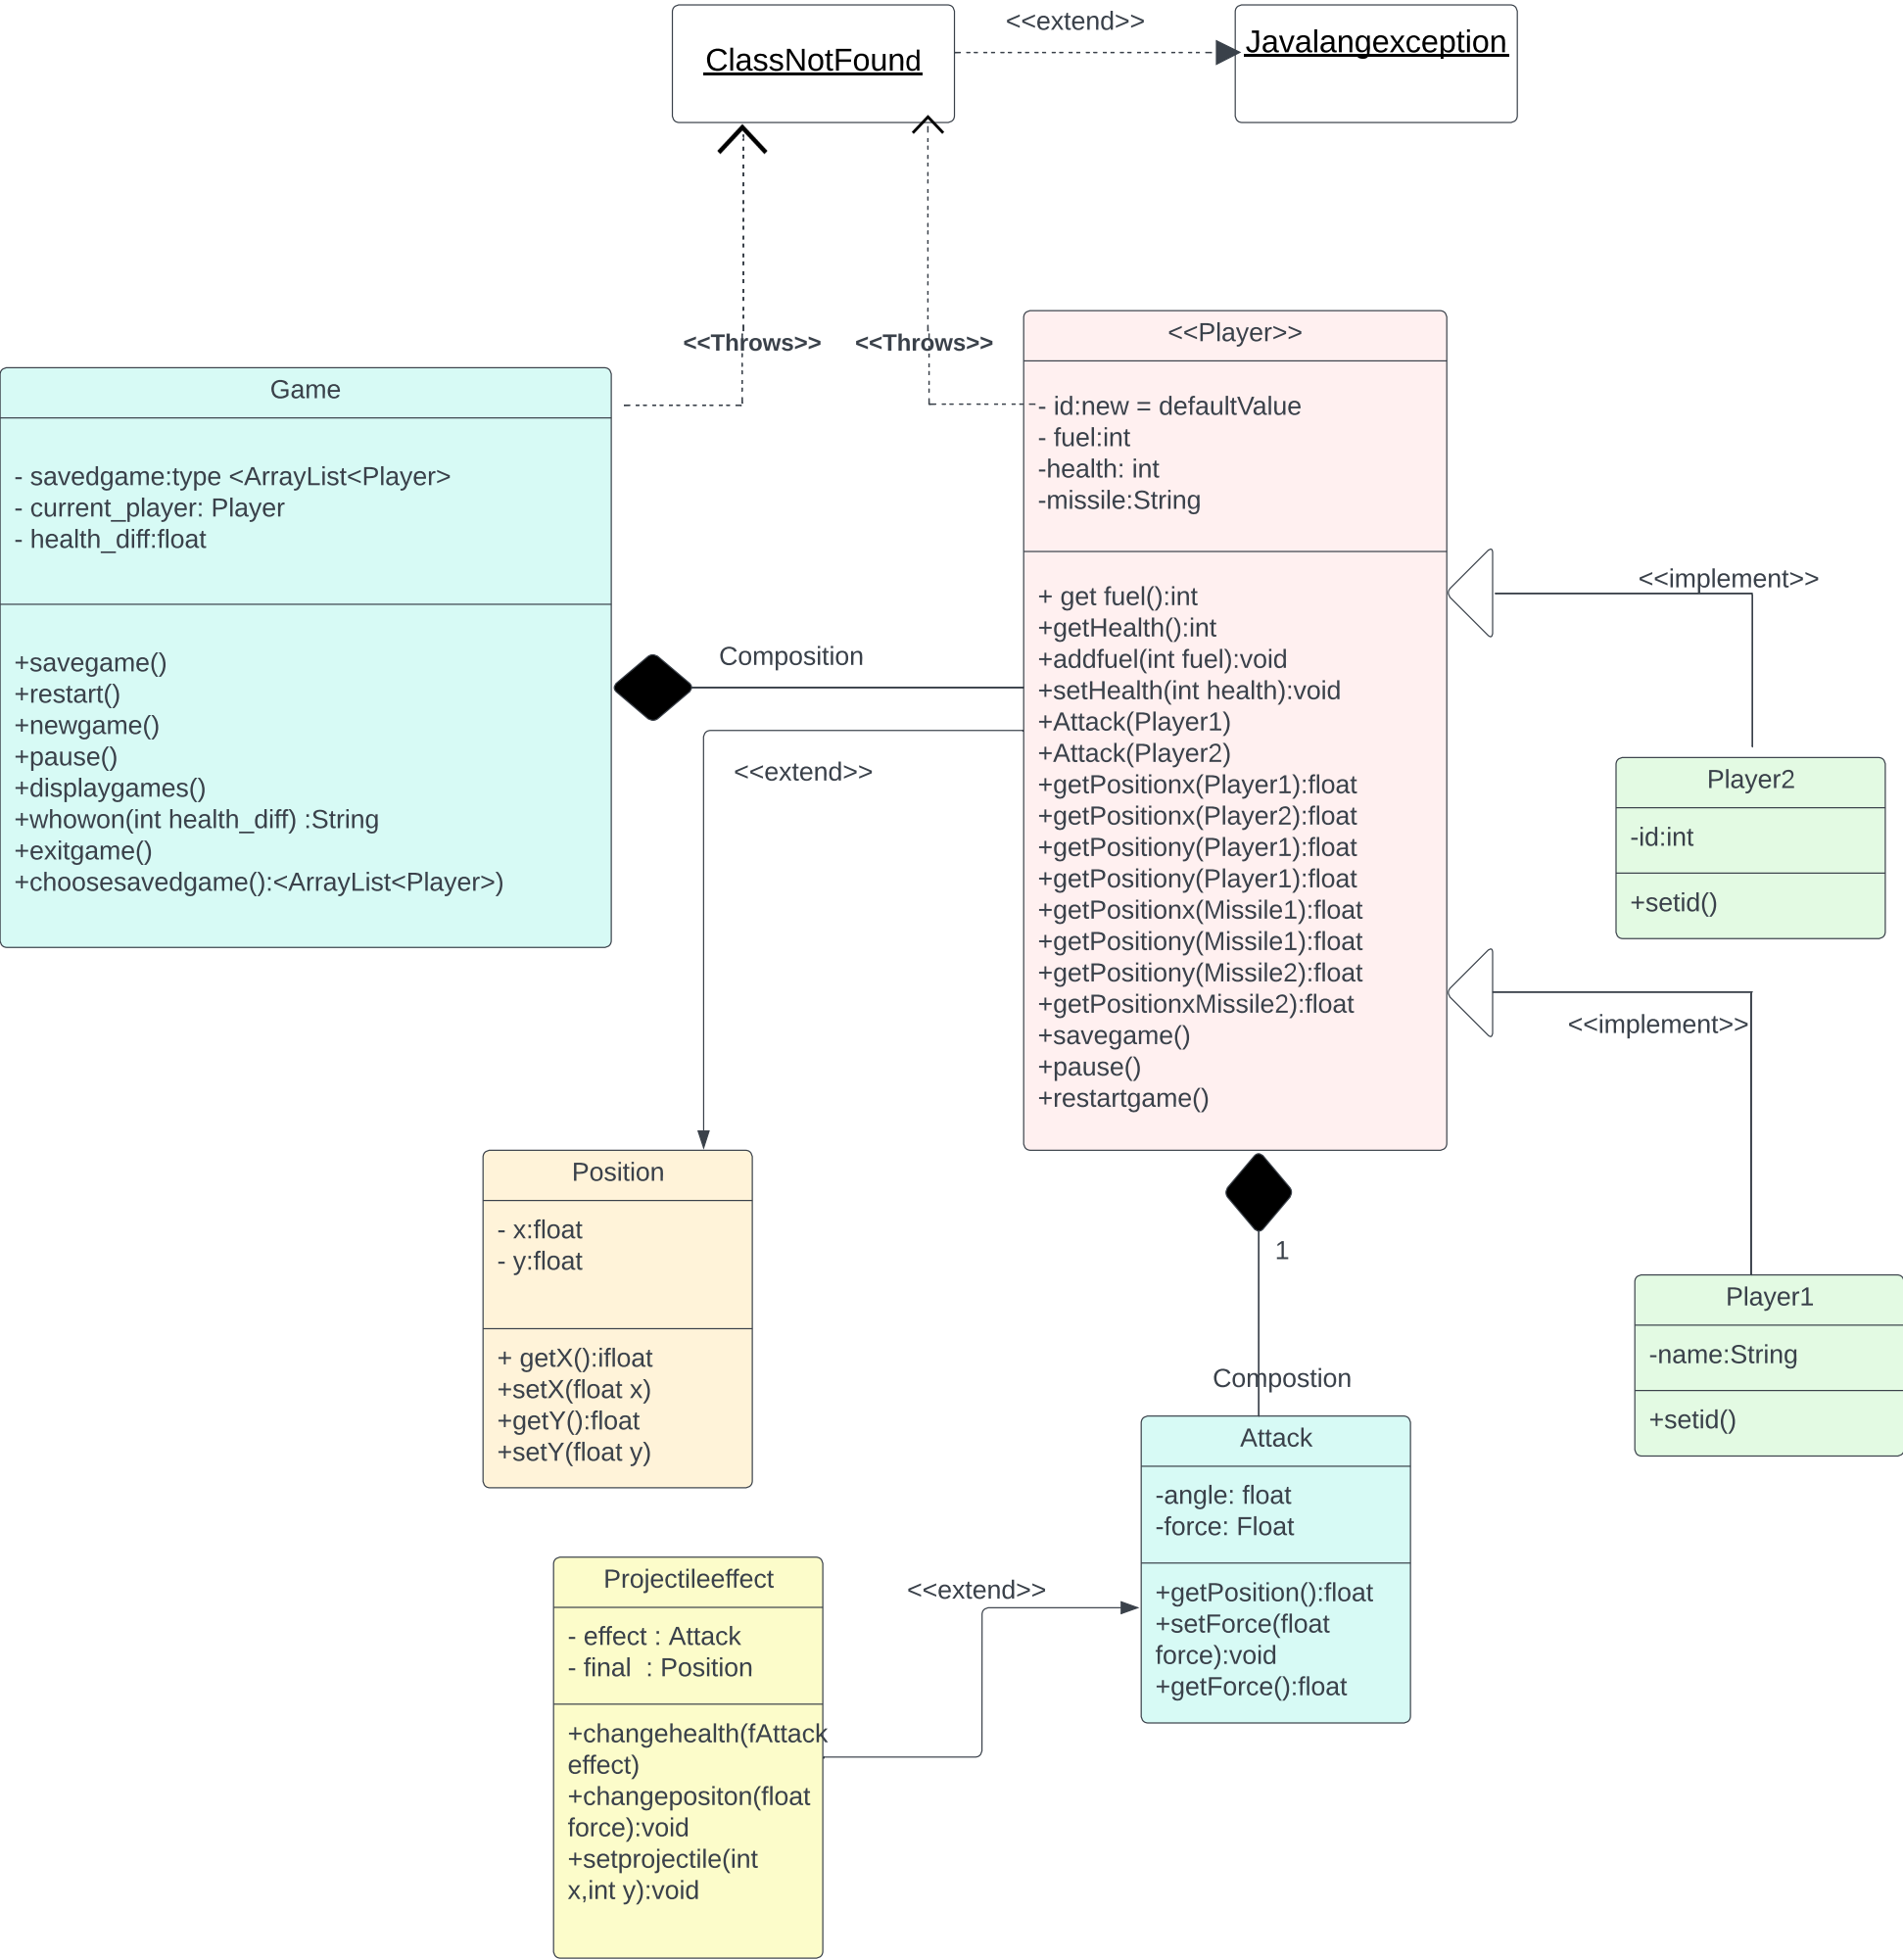 ClassNotFound
<<extend>>
Javalangexception
<<Throws>>
<<Throws>>
Game
- savedgame:type <ArrayList<Player>
- current_player: Player
- health_diff:float
+savegame()
+restart()
+newgame()
+pause()
+displaygames()
+whowon(int health_diff) :String
+exitgame()
+choosesavedgame():<ArrayList<Player>)
Composition
<<extend>>
<<Player>>
- id:new = defaultValue
- fuel:int
-health: int
-missile:String
+ get fuel():int
+getHealth():int
+addfuel(int fuel):void
+setHealth(int health):void
+Attack(Player1)
+Attack(Player2)
+getPositionx(Player1):float
+getPositionx(Player2):float
+getPositiony(Player1):float
+getPositiony(Player1):float
+getPositionx(Missile1):float
+getPositiony(Missile1):float
+getPositiony(Missile2):float
+getPositionxMissile2):float
+savegame()
+pause()
+restartgame()
<<implement>>
Player2
-id:int
+setid()
<<implement>>
Player1
-name:String
+setid()
Position
- x:float
- y:float
+ getX():ifloat
+setX(float x)
+getY():float
+setY(float y)
1
Compostion
Attack
-angle: float
-force: Float
+getPosition():float
+setForce(float
force):void
+getForce():float
<<extend>>
Projectileeffect
- effect : Attack
- final  : Position
+changehealth(fAttack
effect)
+changepositon(float
force):void
+setprojectile(int
x,int y):void